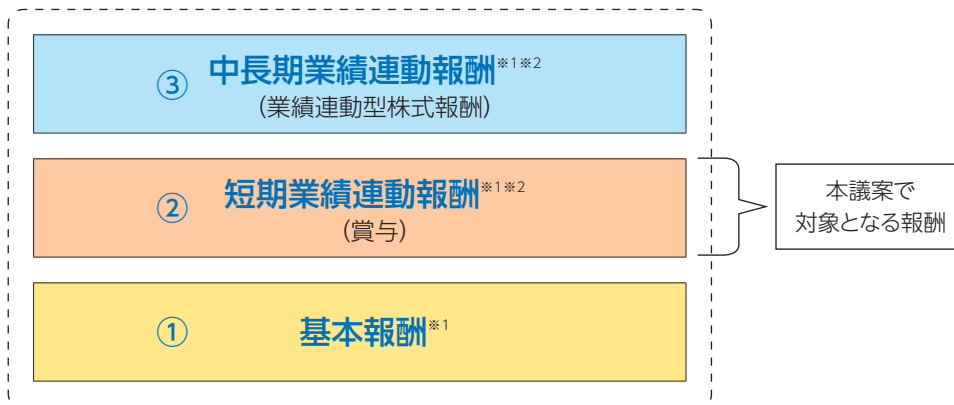 ③ 中長期業績連動報酬※1※2
(業績連動型株式報酬)
② 短期業績連動報酬※1※2
(賞与)
本議案で
対象となる報酬
① 基本報酬※1